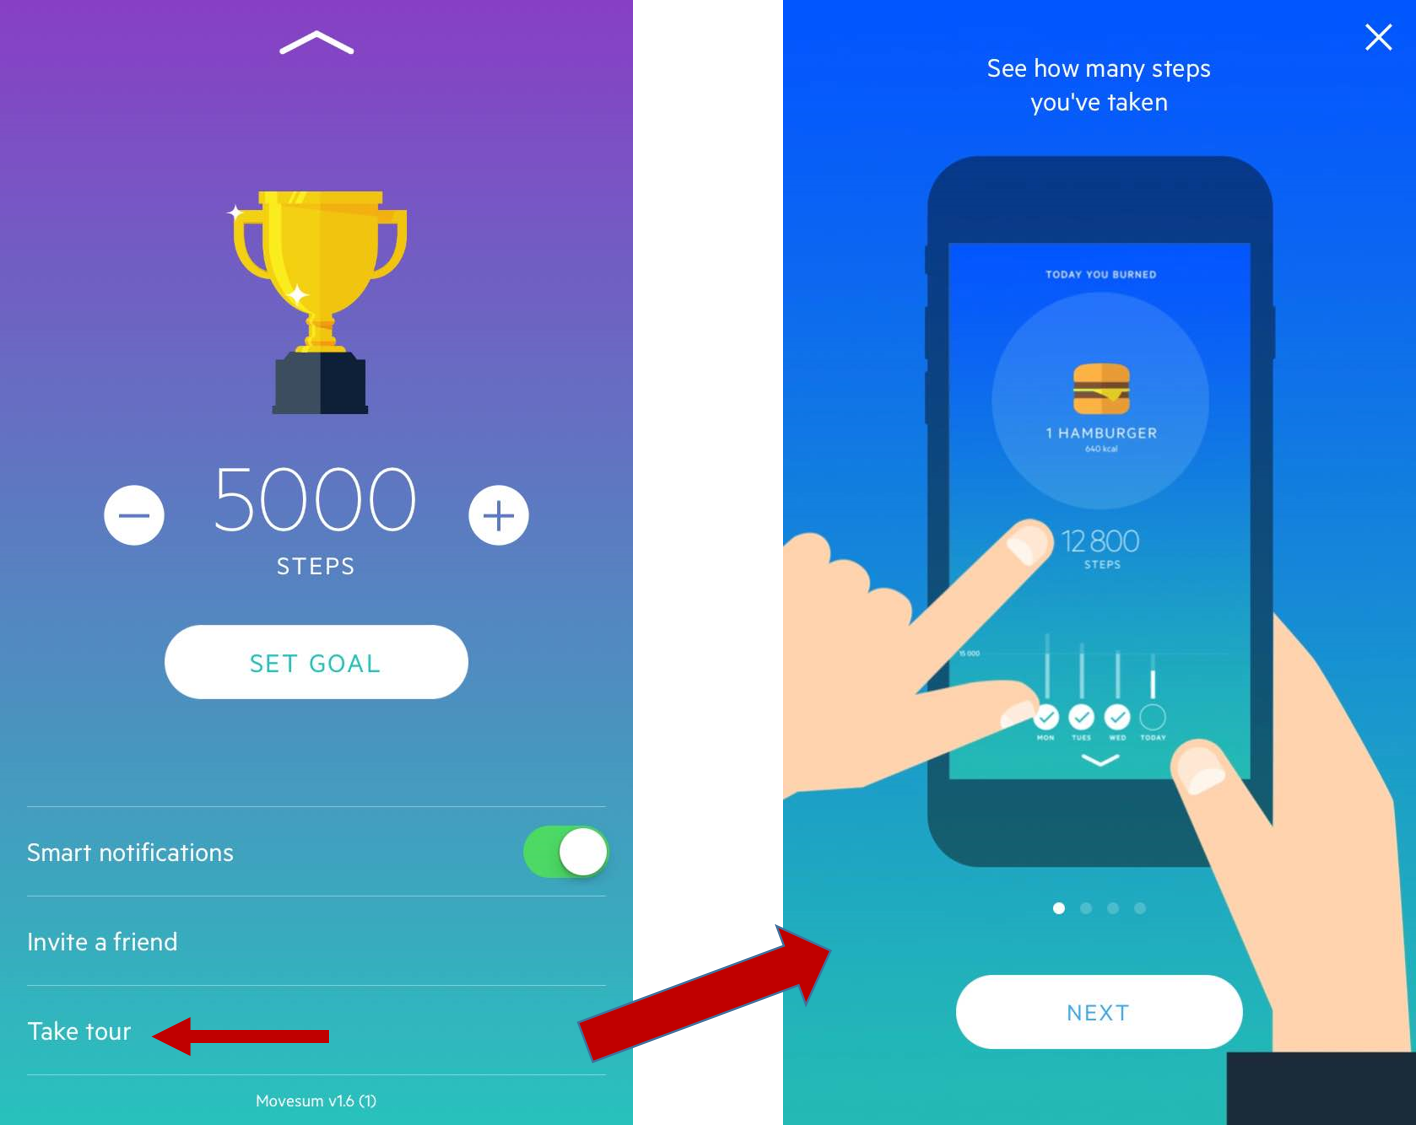 5000
STEPS
SET GOAL
Smart notifications
Invite a friend
Take tour
Movesum v1.6 (1)
See how many steps
you've taken
TODAY YOU BURNED
1 HAMBURGER
640 kcal
12 800
STEPS
15 000
MON TUES WED TODAY
NEXT